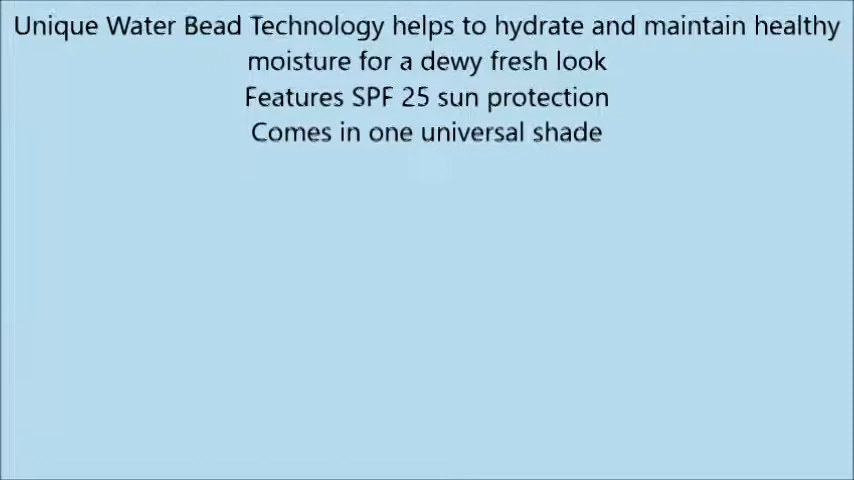 Unique Water Bead Technology helps to hydrate and maintain healthy
moisture for a dewy fresh look
Features SPF 25 sun protection
Comes in one universal shade